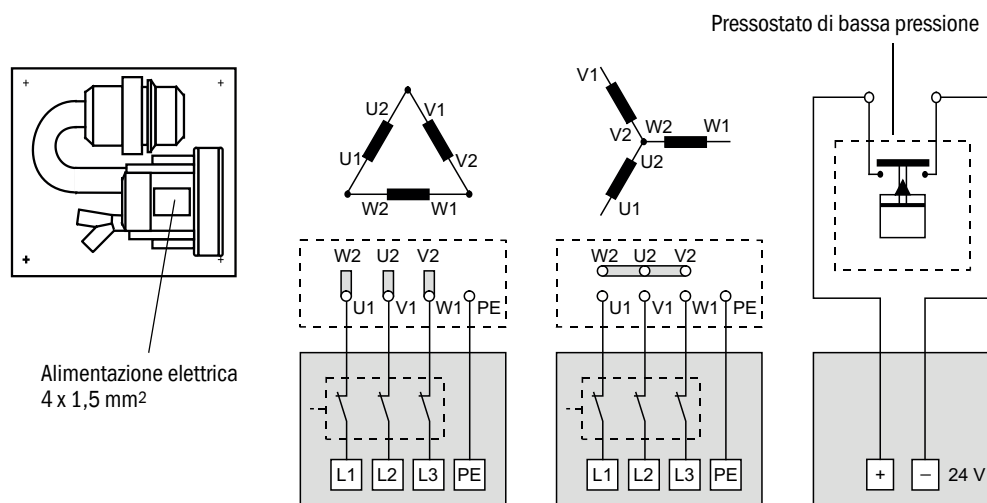 Pressostato di bassa pressione
Alimentazione elettrica
4 x 1,5 mm²
U2 V1
U1 V2
W2 W1
V1
V2 W2 W1
U2
U1
W2 U2 V2
U1 V1 W1 PE
L1 L2 L3 PE
W2 U2 V2
U1 V1 W1 PE
L1 L2 L3 PE
+ – 24 V